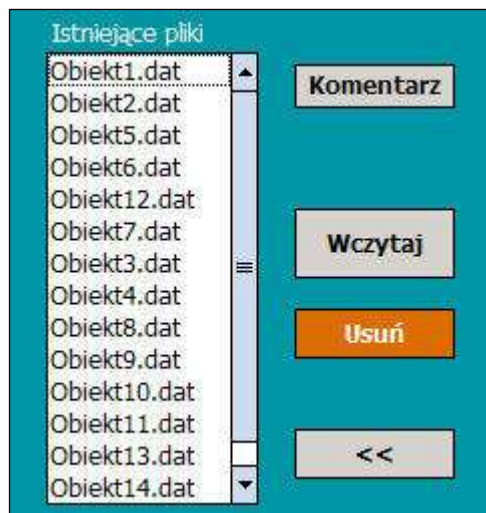 Istniejące pliki
Obiekt1.dat
Obiekt2.dat
Obiekt5.dat
Obiekt6.dat
Obiekt12.dat
Obiekt7.dat
Obiekt3.dat
Obiekt4.dat
Obiekt8.dat
Obiekt9.dat
Obiekt10.dat
Obiekt11.dat
Obiekt13.dat
Obiekt14.dat
Komentarz
Wczytaj
Usuń
<<